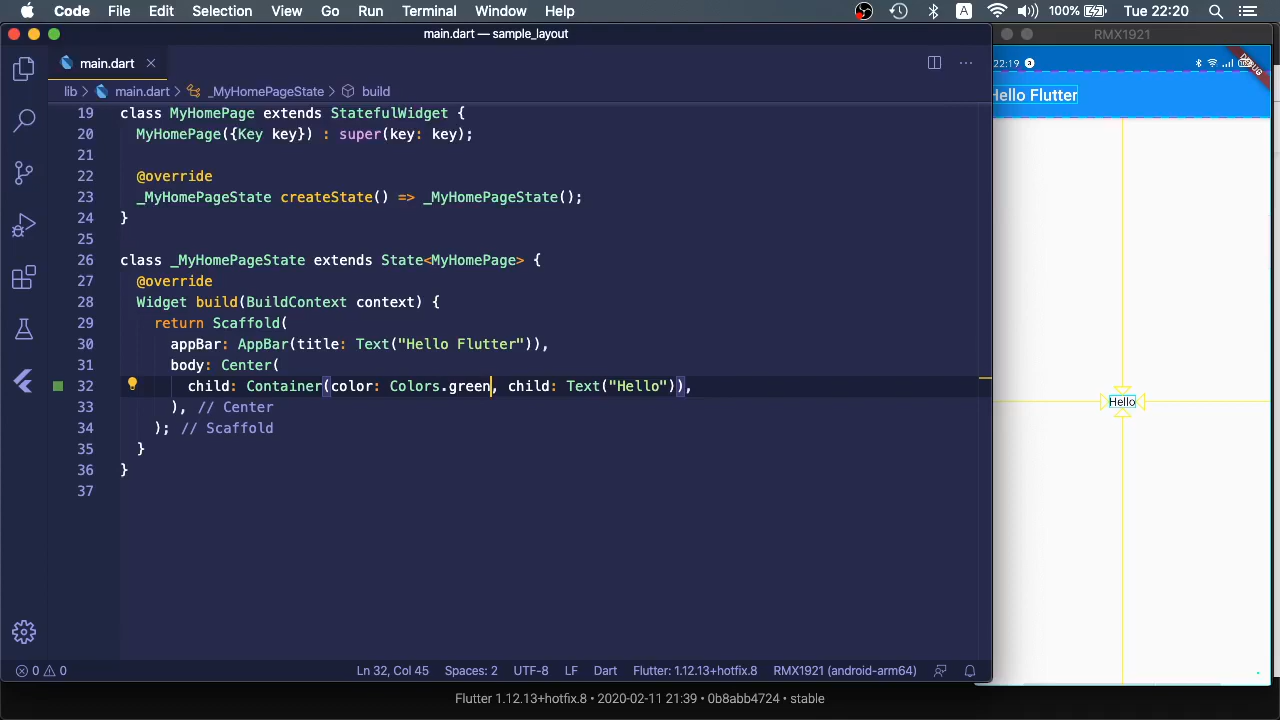 Code File Edit Selection View Go Run Terminal Window Help A 100% Tue 22:20
main.dart — sample_layout
RMX1921
main.dart
22:19 3
DEBUG
lib main.dart _MyHomePageState build
Hello Flutter
19 class MyHomePage extends StatefulWidget {
20 MyHomePage({Key key}) : super(key: key);
21
22 @override
23 _MyHomePageState createState() => _MyHomePageState();
24 }
25
26 class _MyHomePageState extends State<MyHomePage> {
27 @override
28 Widget build(BuildContext context) {
29 return Scaffold(
30 appBar: AppBar(title: Text("Hello Flutter")),
31 body: Center(
32 child: Container(color: Colors.green, child: Text("Hello")),
33 ), // Center
34 ); // Scaffold
35 }
36 }
37
Hello
0 0 Ln 32, Col 45 Spaces: 2 UTF-8 LF Dart Flutter: 1.12.13+hotfix.8 RMX1921 (android-arm64)
Flutter 1.12.13+hotfix.8 • 2020-02-11 21:39 • 0b8abb4724 • stable